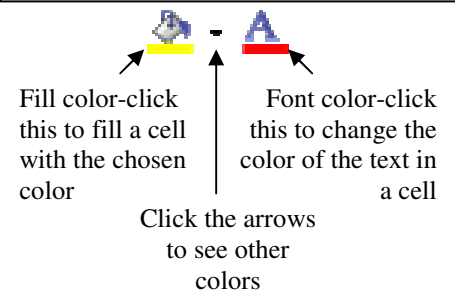 A
Fill color-click
this to fill a cell
with the chosen
color
Font color-click
this to change the
color of the text in
a cell
Click the arrows
to see other
colors